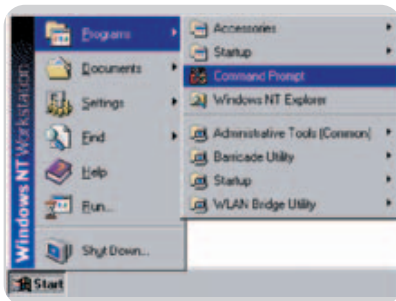 Programs
Documents
Settings
Find
Help
Run...
Shut Down...
Windows NT Workstation
Start
Accessories
Startup
Command Prompt
Windows NT Explorer
Administrative Tools (Common)
Barricade Utility
Startup
WLAN Bridge Utility